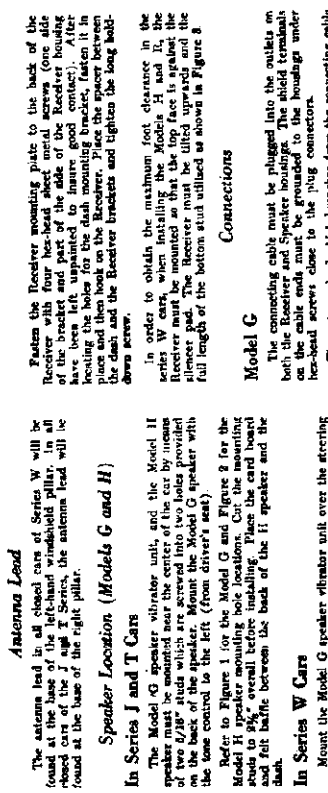 Antenna Lead
The antenna lead in all closed cars of Series W will be
found at the base of the left-hand windshield pillar. In all
closed cars of the J and T Series, the antenna lead will be
found at the base of the right pillar.
Speaker Location (Models G and H)
In Series J and T Cars
The Model G speaker vibrator unit, and the Model H
speaker must be mounted near the center of the car by means
of two 5/16" studs which are screwed into two holes provided
on the back of the speaker. Mount the Model G speaker with
the tone control to the left (from driver's seat).
Refer to Figure 1 for the Model G and Figure 2 for the
Model H speaker mounting hole locations. Cut the mounting
studs to overall before installing. Place the card board
and felt baffle between the back of the H speaker and the
dash.
In Series W Cars
Mount the Model G speaker vibrator unit over the steering
Fasten the Receiver mounting plate to the back of the
Receiver with four hex-head sheet metal screws (one side
of the bracket and part of the side of the Receiver housing
have been left unpainted to insure good contact). After
locating the holes for the dash mounting bracket, fasten it in
place and then hook on the Receiver. Place the spacer between
the dash and the Receiver brackets and tighten the long hold-
down screw.
In order to obtain the maximum foot clearance in the
series W cars, when installing the Models H and R, the
Receiver must be mounted so that the top face is against the
silencer pad. The Receiver must be tilted upwards and the
full length of the bottom stud utilized as shown in Figure 3.
Connections
Model G
The connecting cable must be plugged into the outlets on
both the Receiver and Speaker housings. The shield terminals
on the cable ends must be grounded to the housings under
hex-head screws close to the plug connectors.